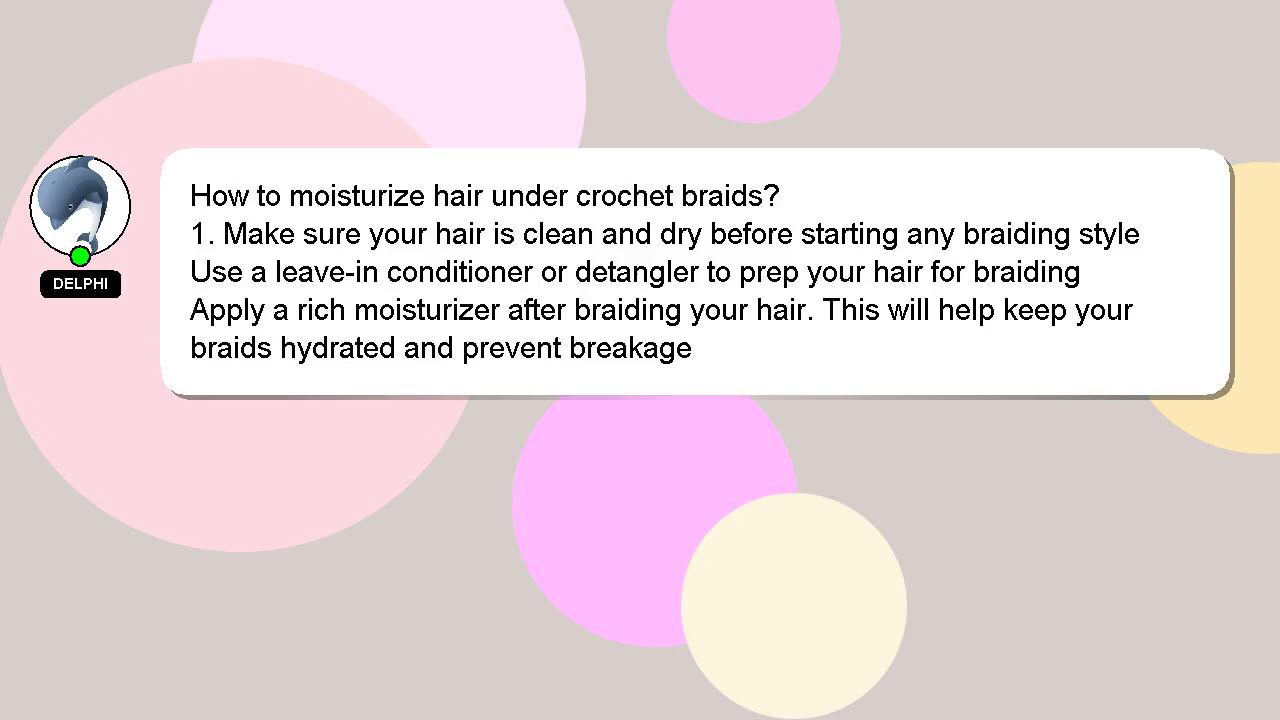 How to moisturize hair under crochet braids?
1. Make sure your hair is clean and dry before starting any braiding style
Use a leave-in conditioner or detangler to prep your hair for braiding
Apply a rich moisturizer after braiding your hair. This will help keep your
braids hydrated and prevent breakage
DELPHI